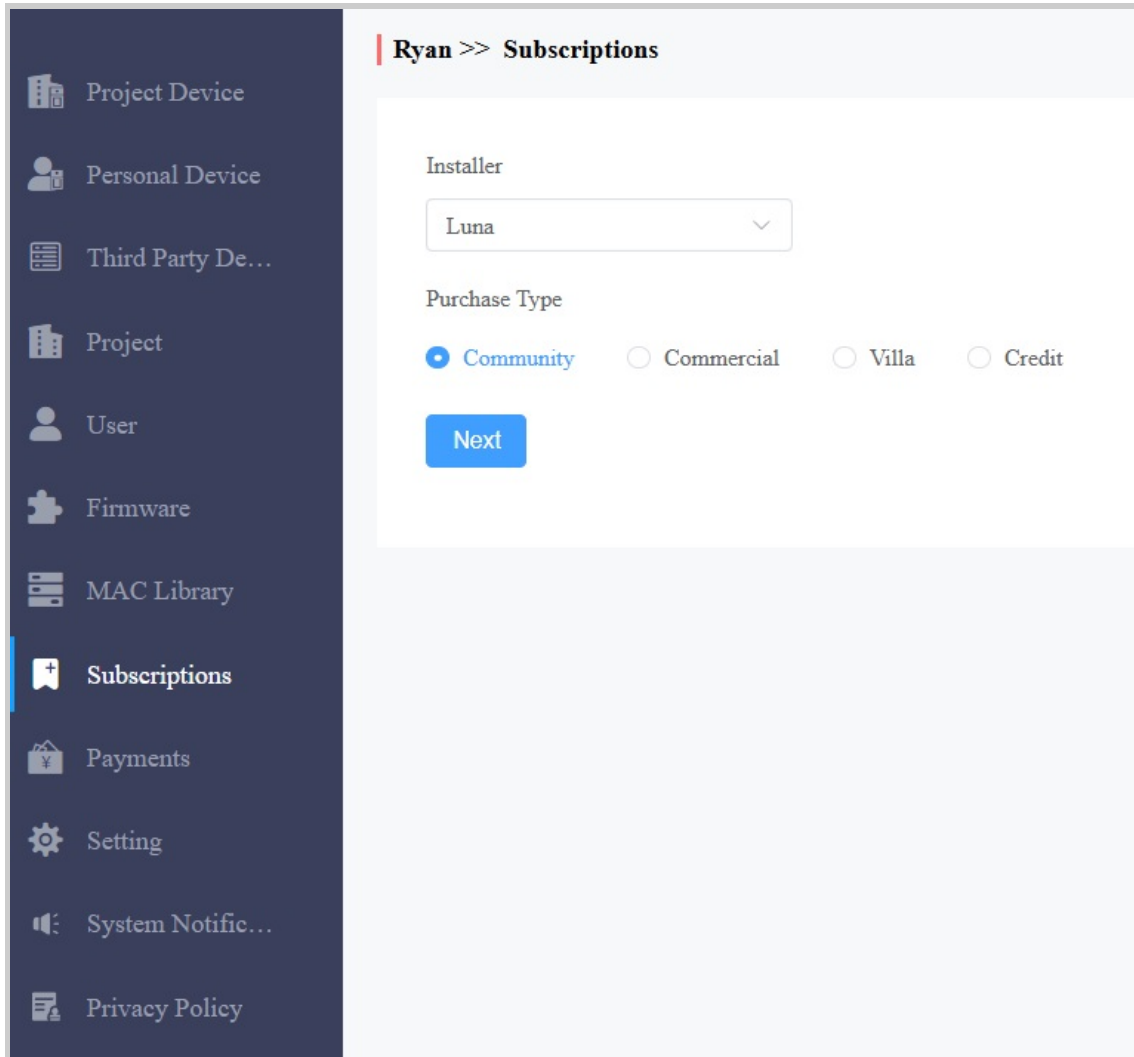 Project Device
Personal Device
Third Party De...
Project
User
Firmware
MAC Library
Subscriptions
Payments
Setting
System Notific...
Privacy Policy
Ryan >> Subscriptions
Installer
Luna
Purchase Type
Community Commercial Villa Credit
Next